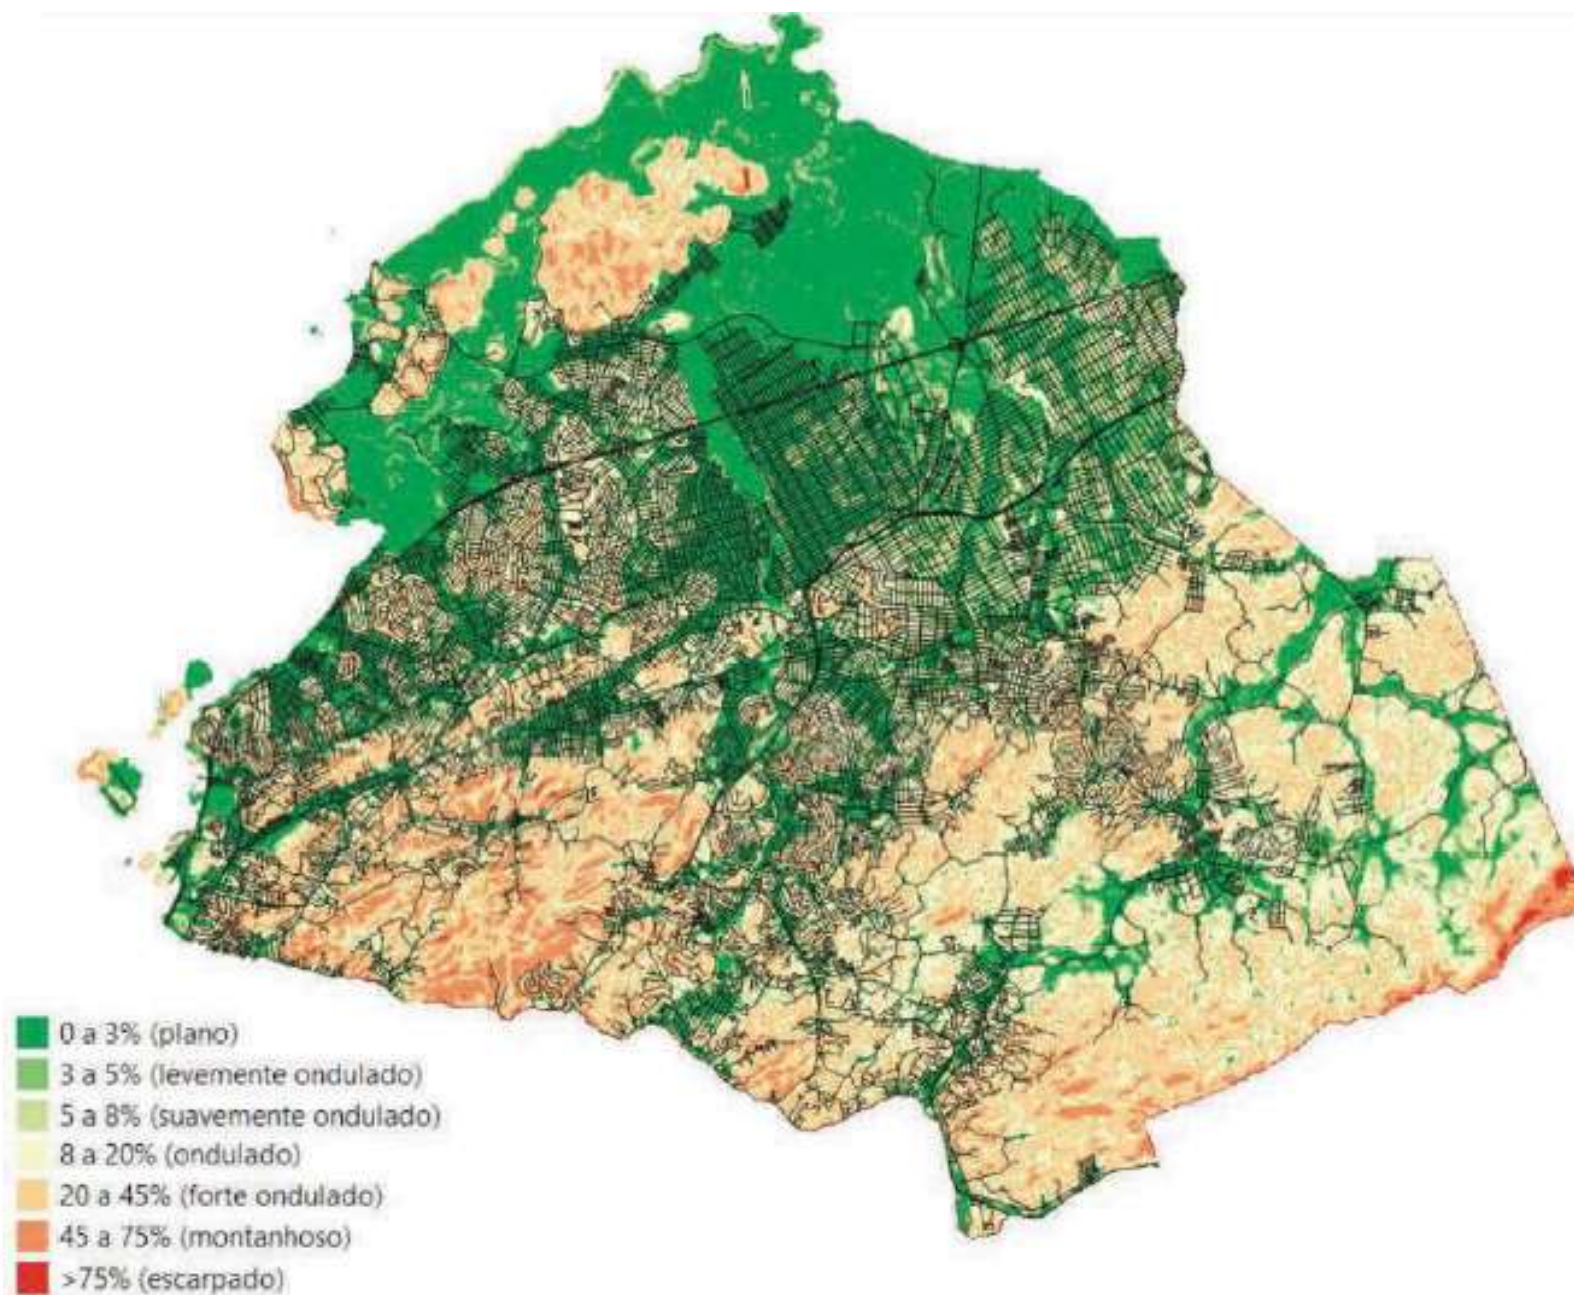 0 a 3% (plano)
3 a 5% (levemente ondulado)
5 a 8% (suavemente ondulado)
8 a 20% (ondulado)
20 a 45% (forte ondulado)
45 a 75% (montanhoso)
>75% (escarpado)